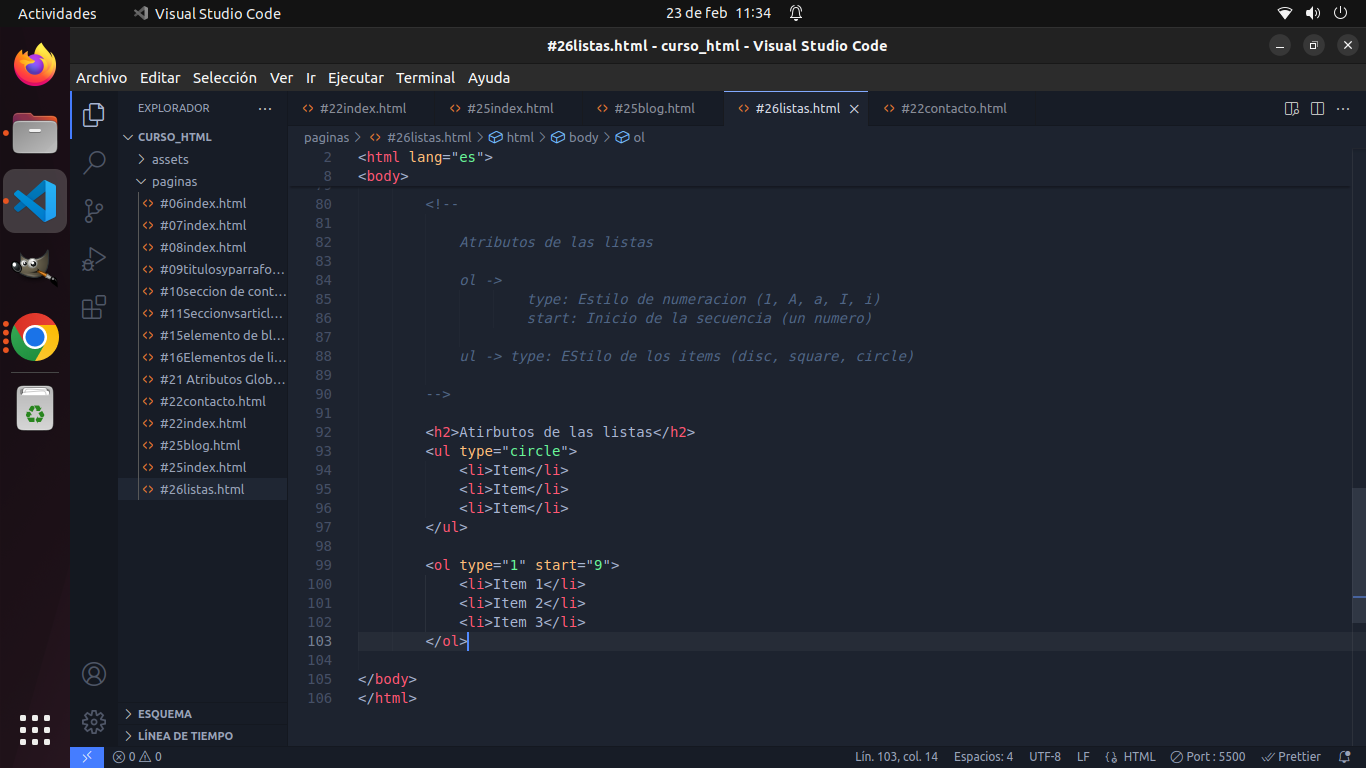 Actividades
Visual Studio Code
23 de feb 11:34
#26listas.html - curso_html - Visual Studio Code
Archivo Editar Selección Ver Ir Ejecutar Terminal Ayuda
EXPLORADOR
CURSO_HTML
assets
paginas
#06index.html
#07index.html
#08index.html
#09titulosyparrafo...
#10seccion de cont...
#11Seccionvsarticl...
#15elemento de bl...
#16Elementos de li...
#21 Atributos Glob...
#22contacto.html
#22index.html
#25blog.html
#25index.html
#26listas.html
ESQUEMA
LÍNEA DE TIEMPO
#22index.html #25index.html #25blog.html #26listas.html #22contacto.html
paginas > #26listas.html > html > body > ol
2 <html lang="es">
8 <body>
80 <!--
81
82 Atributos de las listas
83
84 ol ->
85 type: Estilo de numeracion (1, A, a, I, i)
86 start: Inicio de la secuencia (un numero)
87
88 ul -> type: EStilo de los items (disc, square, circle)
89
90 -->
91
92 <h2>Atirbutos de las listas</h2>
93 <ul type="circle">
94 <li>Item</li>
95 <li>Item</li>
96 <li>Item</li>
97 </ul>
98
99 <ol type="1" start="9">
100 <li>Item 1</li>
101 <li>Item 2</li>
102 <li>Item 3</li>
103 </ol>
104
105 </body>
106 </html>
0 0
Lín. 103, col. 14 Espacios: 4 UTF-8 LF HTML Port : 5500 Prettier